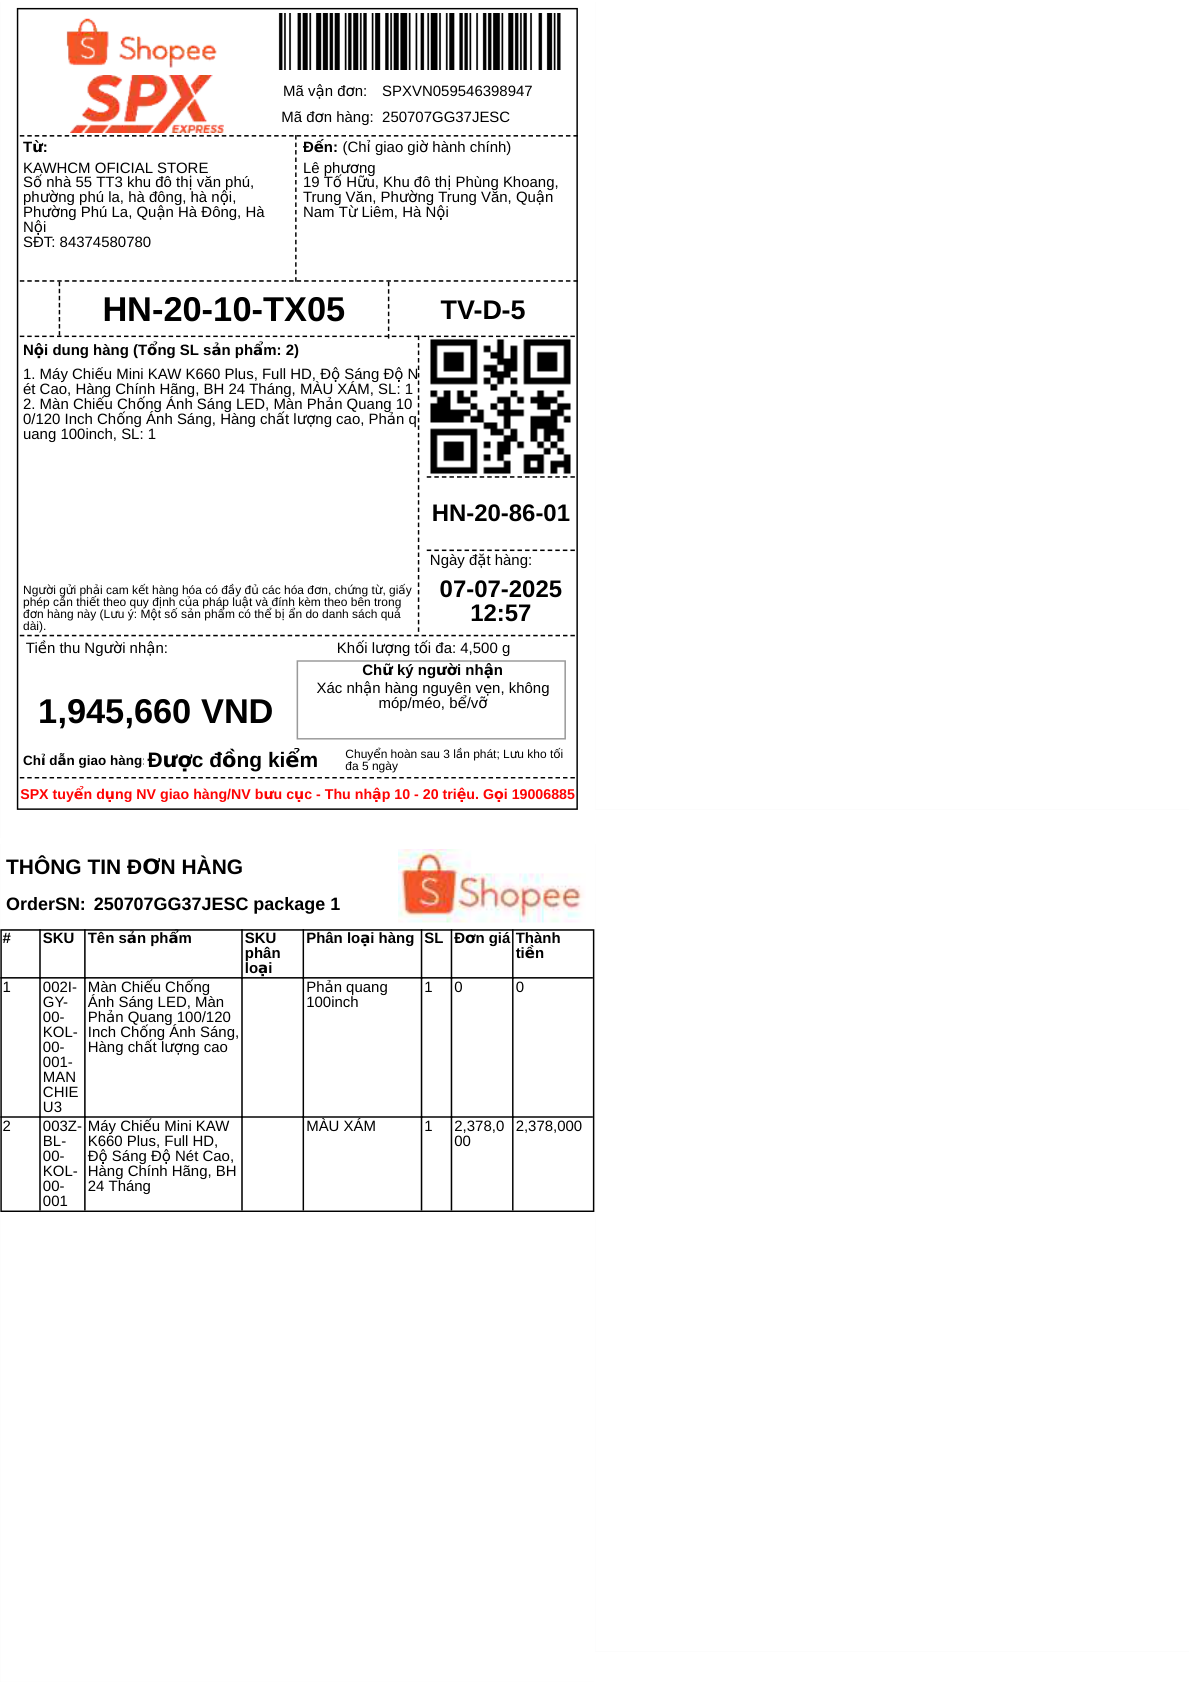 Shopee
SPX
EXPRESS
Mã vận đơn: SPXVN059546398947
Mã đơn hàng: 250707GG37JESC
Từ:
KAWHCM OFICIAL STORE
Số nhà 55 TT3 khu đô thị văn phú,
phường phú la, hà đông, hà nội,
Phường Phú La, Quận Hà Đông, Hà
Nội
SĐT: 84374580780
Đến: (Chỉ giao giờ hành chính)
Lê phương
19 Tố Hữu, Khu đô thị Phùng Khoang,
Trung Văn, Phường Trung Văn, Quận
Nam Từ Liêm, Hà Nội
HN-20-10-TX05
TV-D-5
Nội dung hàng (Tổng SL sản phẩm: 2)
1. Máy Chiếu Mini KAW K660 Plus, Full HD, Độ Sáng Độ N
ét Cao, Hàng Chính Hãng, BH 24 Tháng, MÀU XÁM, SL: 1
2. Màn Chiếu Chống Ánh Sáng LED, Màn Phản Quang 10
0/120 Inch Chống Ánh Sáng, Hàng chất lượng cao, Phản q
uang 100inch, SL: 1
HN-20-86-01
Ngày đặt hàng:
07-07-2025
12:57
Người gửi phải cam kết hàng hóa có đầy đủ các hóa đơn, chứng từ, giấy
phép cần thiết theo quy định của pháp luật và đính kèm theo bên trong
đơn hàng này (Lưu ý: Một số sản phẩm có thể bị ẩn do danh sách quá
dài).
Tiền thu Người nhận:
1,945,660 VND
Khối lượng tối đa: 4,500 g
Chữ ký người nhận
Xác nhận hàng nguyên vẹn, không
móp/méo, bể/vỡ
Chỉ dẫn giao hàng: Được đồng kiểm
Chuyển hoàn sau 3 lần phát; Lưu kho tối
đa 5 ngày
SPX tuyển dụng NV giao hàng/NV bưu cục - Thu nhập 10 - 20 triệu. Gọi 19006885
THÔNG TIN ĐƠN HÀNG
Shopee
OrderSN: 250707GG37JESC package 1
# SKU Tên sản phẩm SKU phân loại Phân loại hàng SL Đơn giá Thành tiền
1
002I-
GY-
00-
KOL-
00-
001-
MAN
CHIE
U3
Màn Chiếu Chống
Ánh Sáng LED, Màn
Phản Quang 100/120
Inch Chống Ánh Sáng,
Hàng chất lượng cao
Phản quang
100inch
1
0
0
2
003Z-
BL-
00-
KOL-
00-
001
Máy Chiếu Mini KAW
K660 Plus, Full HD,
Độ Sáng Độ Nét Cao,
Hàng Chính Hãng, BH
24 Tháng
MÀU XÁM
1
2,378,0
00
2,378,000